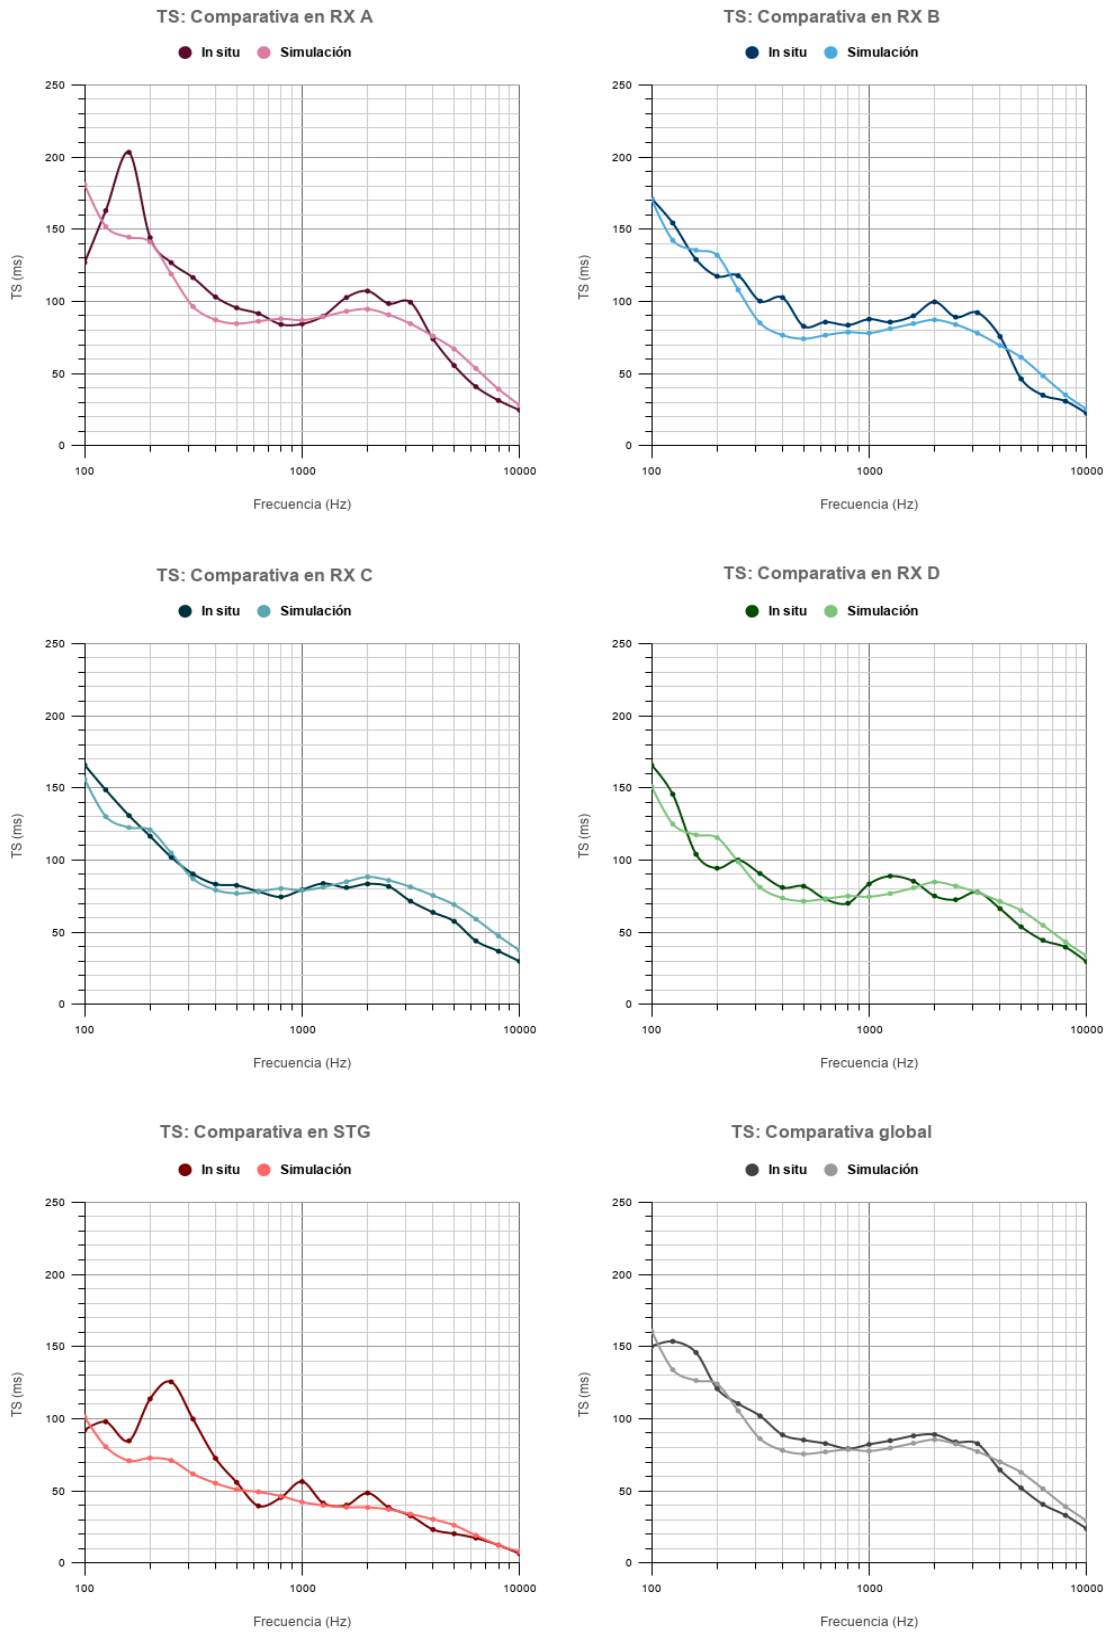 TS: Comparativa en RX A
In situ Simulación
250
200
150
100
50
0
TS (ms)
100 1000 10000
Frecuencia (Hz)
TS: Comparativa en RX B
In situ Simulación
250
200
150
100
50
0
TS (ms)
100 1000 10000
Frecuencia (Hz)
TS: Comparativa en RX C
In situ Simulación
250
200
150
100
50
0
TS (ms)
100 1000 10000
Frecuencia (Hz)
TS: Comparativa en RX D
In situ Simulación
250
200
150
100
50
0
TS (ms)
100 1000 10000
Frecuencia (Hz)
TS: Comparativa en STG
In situ Simulación
250
200
150
100
50
0
TS (ms)
100 1000 10000
Frecuencia (Hz)
TS: Comparativa global
In situ Simulación
250
200
150
100
50
0
TS (ms)
100 1000 10000
Frecuencia (Hz)